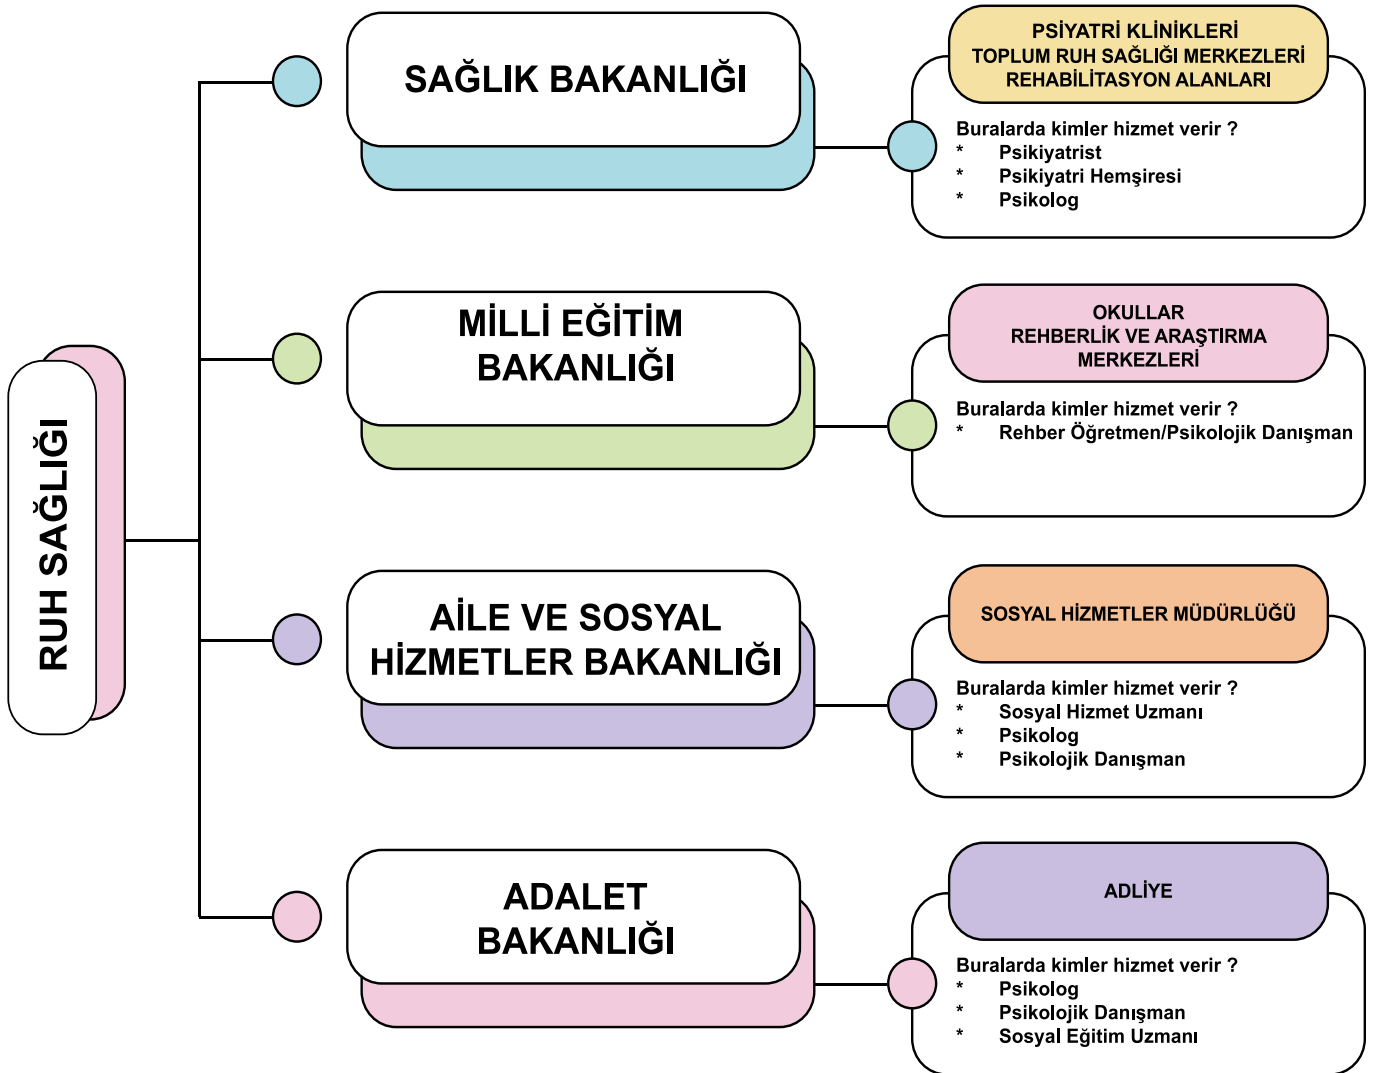 RUH SAĞLIĞI
SAĞLIK BAKANLIĞI
PSİYATRİ KLİNİKLERİ
TOPLUM RUH SAĞLIĞI MERKEZLERİ
REHABİLİTASYON ALANLARI
Buralarda kimler hizmet verir ?
* Psikiyatrist
* Psikiyatri Hemşiresi
* Psikolog
MİLLİ EĞİTİM
BAKANLIĞI
OKULLAR
REHBERLİK VE ARAŞTIRMA
MERKEZLERİ
Buralarda kimler hizmet verir ?
* Rehber Öğretmen/Psikolojik Danışman
AİLE VE SOSYAL
HİZMETLER BAKANLIĞI
SOSYAL HİZMETLER MÜDÜRLÜĞÜ
Buralarda kimler hizmet verir ?
* Sosyal Hizmet Uzmanı
* Psikolog
* Psikolojik Danışman
ADALET
BAKANLIĞI
ADLİYE
Buralarda kimler hizmet verir ?
* Psikolog
* Psikolojik Danışman
* Sosyal Eğitim Uzmanı